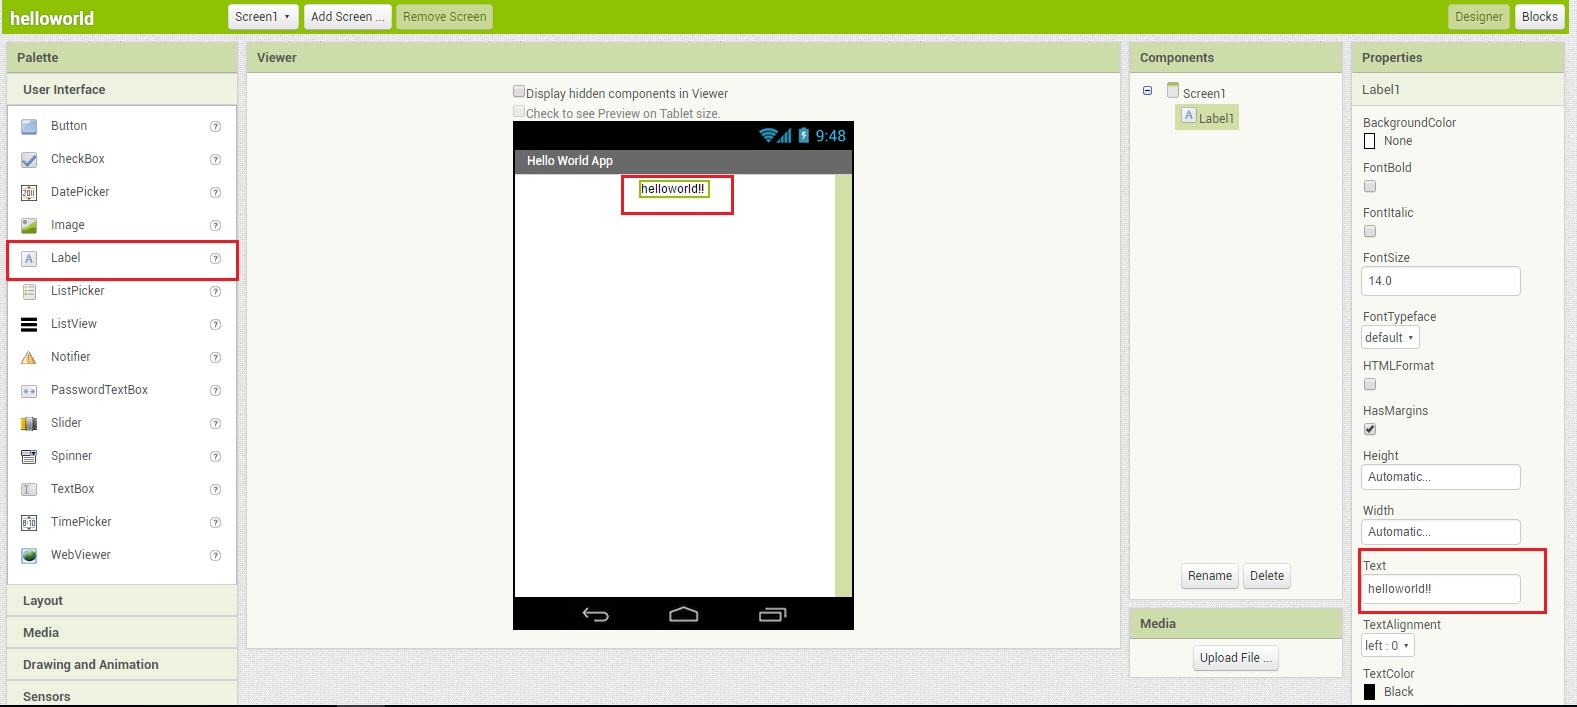 helloworld
Screen1
Add Screen ...
Remove Screen
Designer
Blocks
Palette
User Interface
Button
?
CheckBox
?
DatePicker
?
Image
?
A
Label
?
ListPicker
?
ListView
?
Notifier
?
PasswordTextBox
?
Slider
?
Spinner
?
TextBox
?
TimePicker
?
WebViewer
?
Layout
Media
Drawing and Animation
Sensors
Viewer
Display hidden components in Viewer
Check to see Preview on Tablet size.
9:48
Hello World App
helloworld!!
Components
Screen1
A
Label1
Rename
Delete
Media
Upload File ...
Properties
Label1
BackgroundColor
None
FontBold
FontItalic
FontSize
14.0
FontTypeface
default
HTMLFormat
HasMargins
Height
Automatic...
Width
Automatic...
Text
helloworld!!
TextAlignment
left : 0
TextColor
Black